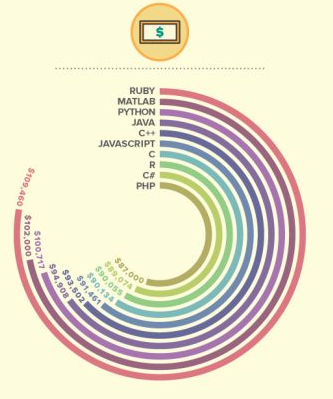 $
RUBY
MATLAB
PYTHON
JAVA
C++
JAVASCRIPT
C
R
C#
PHP
$109,460
$102,000
$100,717
$94,908
$93,502
$91,461
$90,134
$90,055
$89,074
$87,000